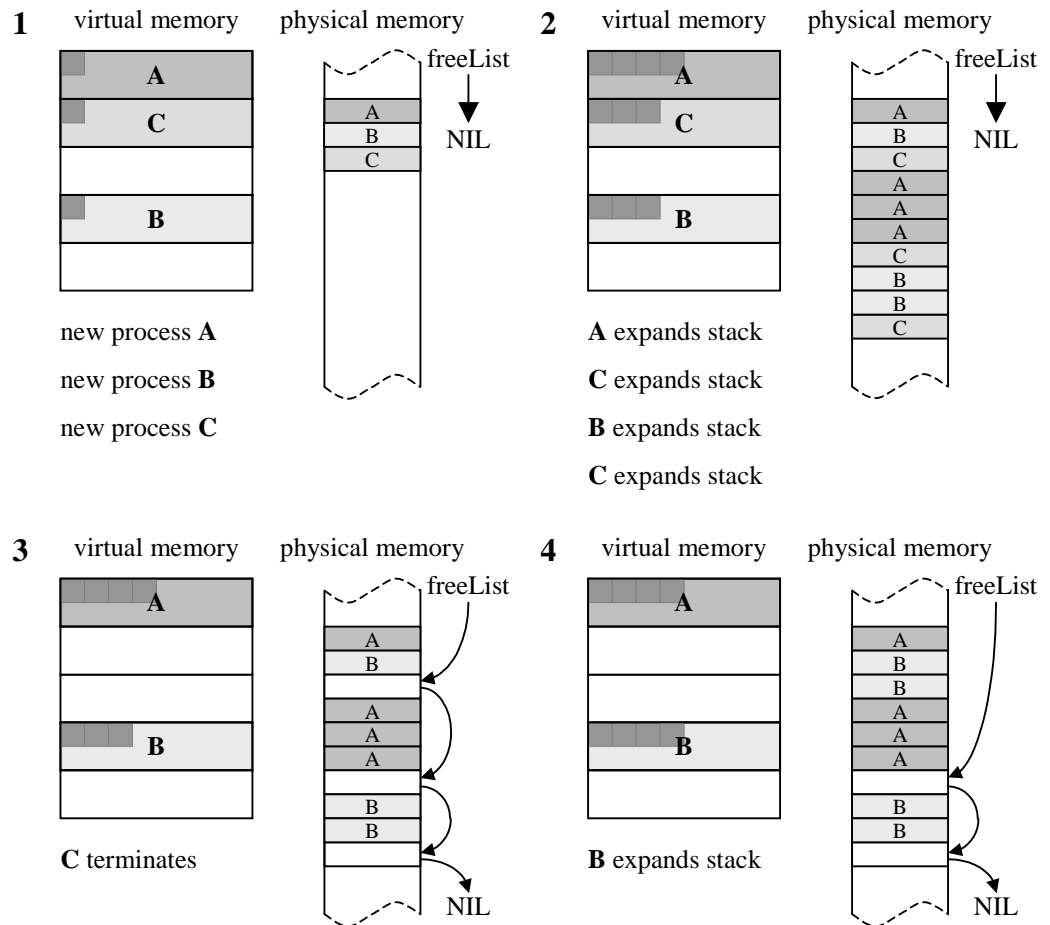 1 virtual memory physical memory
freeList
A
C
B
A
B
C
NIL
new process A
new process B
new process C
2 virtual memory physical memory
freeList
A
C
B
A
B
C
A
A
A
C
B
B
C
NIL
A expands stack
C expands stack
B expands stack
C expands stack
3 virtual memory physical memory
freeList
A
B
A
B
A
A
A
B
B
NIL
C terminates
4 virtual memory physical memory
freeList
A
B
A
B
B
A
A
A
B
B
NIL
B expands stack